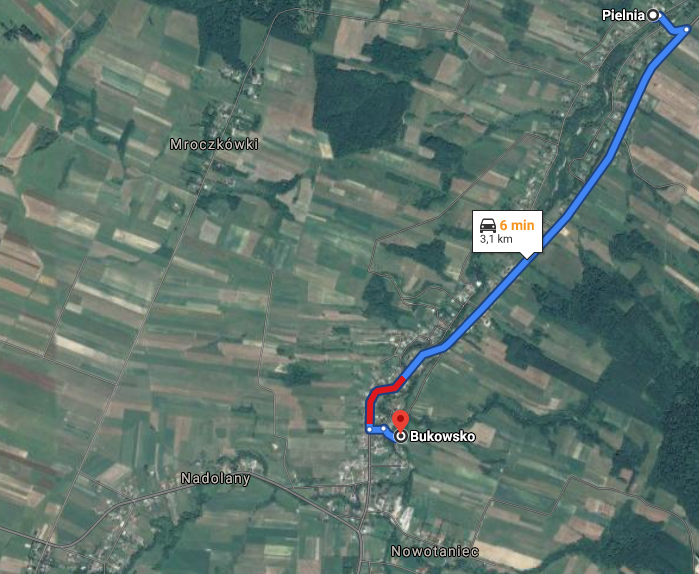 Pielnia
Mroczkówki
6 min
3,1 km
Bukowsko
Nadolany
Nowotaniec